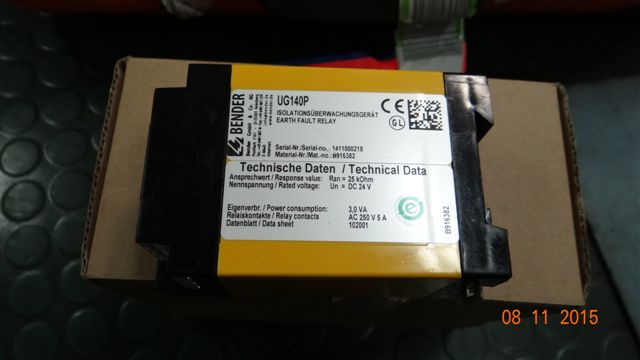 BENDER
UG140P
ISOLATIONSÜBERWACHUNGSGERÄT
EARTH FAULT RELAY
CE
GL
Serial-Nr./Serial-no. 1411000218
Material-Nr./Mat.-no.: B916382
Technische Daten / Technical Data
Ansprechwert / Response value: Ran = 25 kOhm
Nennspannung / Rated voltage: Un = DC 24 V
Eigenverbr. / Power consumption: 3,0 VA
Relaiskontakte / Relay contacts AC 250 V 5 A
Datenblatt / Data sheet 102001
B916382
08 11 2015